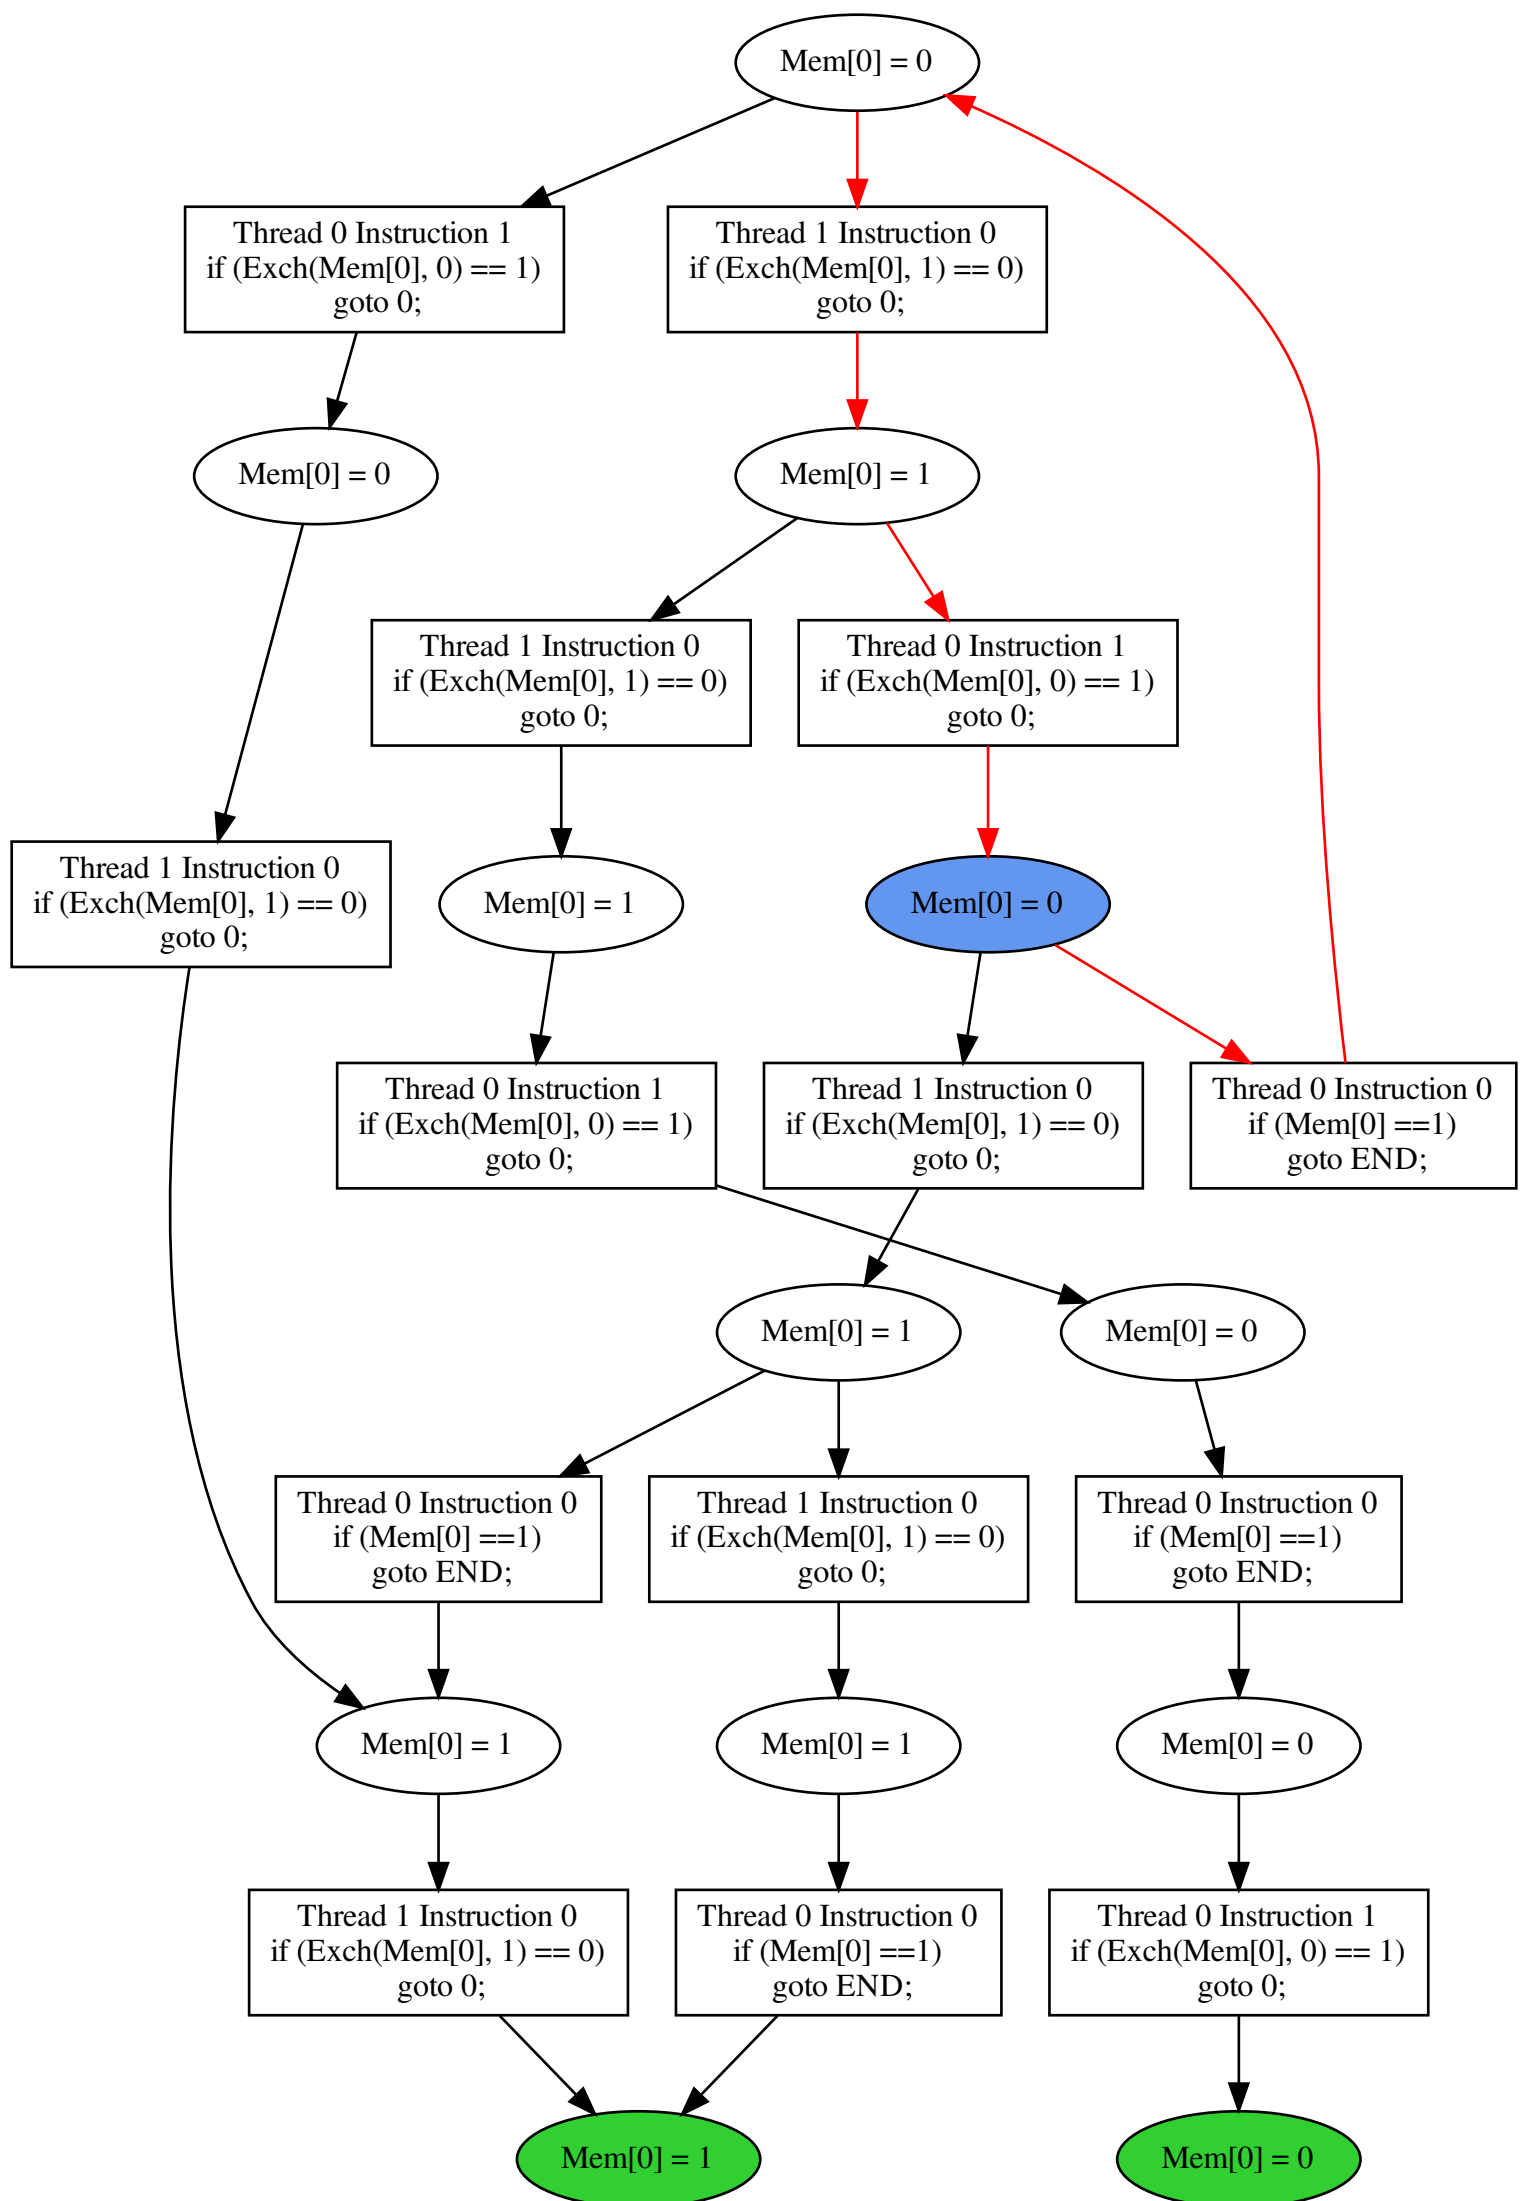 Mem[0] = 0
Thread 0 Instruction 1
if (Exch(Mem[0], 0) == 1)
goto 0;
Thread 1 Instruction 0
if (Exch(Mem[0], 1) == 0)
goto 0;
Mem[0] = 0
Mem[0] = 1
Thread 1 Instruction 0
if (Exch(Mem[0], 1) == 0)
goto 0;
Thread 0 Instruction 1
if (Exch(Mem[0], 0) == 1)
goto 0;
Thread 1 Instruction 0
if (Exch(Mem[0], 1) == 0)
goto 0;
Mem[0] = 1
Mem[0] = 0
Thread 0 Instruction 1
if (Exch(Mem[0], 0) == 1)
goto 0;
Thread 1 Instruction 0
if (Exch(Mem[0], 1) == 0)
goto 0;
Thread 0 Instruction 0
if (Mem[0] ==1)
goto END;
Mem[0] = 1
Mem[0] = 0
Thread 0 Instruction 0
if (Mem[0] ==1)
goto END;
Thread 1 Instruction 0
if (Exch(Mem[0], 1) == 0)
goto 0;
Thread 0 Instruction 0
if (Mem[0] ==1)
goto END;
Mem[0] = 1
Mem[0] = 1
Mem[0] = 0
Thread 1 Instruction 0
if (Exch(Mem[0], 1) == 0)
goto 0;
Thread 0 Instruction 0
if (Mem[0] ==1)
goto END;
Thread 0 Instruction 1
if (Exch(Mem[0], 0) == 1)
goto 0;
Mem[0] = 1
Mem[0] = 0